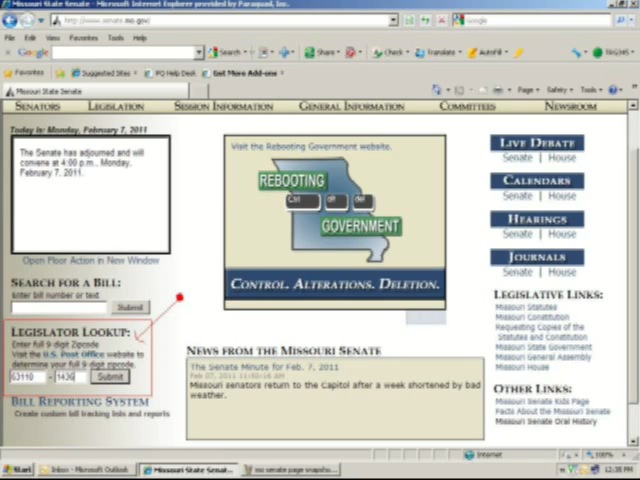 Missouri State Senate - Microsoft Internet Explorer provided by Paraquad, Inc.
http://www.senate.mo.gov/
Google
File Edit View Favorites Tools Help
Google Search Share Check Translate AutoFill
Favorites Suggested Sites PQ Help Desk Get More Add-ons
Missouri State Senate Page Safety Tools
SENATORS LEGISLATION SESSION INFORMATION GENERAL INFORMATION COMMITTEES NEWSROOM
Today is: Monday, February 7, 2011
The Senate has adjourned and will
convene at 4:00 p.m., Monday,
February 7, 2011.
Open Floor Action in New Window
SEARCH FOR A BILL:
Enter bill number or text
Submit
LEGISLATOR LOOKUP:
Enter full 9 digit Zipcode
Visit the U.S. Post Office website to
determine your full 9 digit zipcode.
63110 - 1436 Submit
BILL REPORTING SYSTEM
Create custom bill tracking lists and reports
Visit the Rebooting Government website.
REBOOTING
Ctrl alt del
GOVERNMENT
CONTROL. ALTERATIONS. DELETION.
NEWS FROM THE MISSOURI SENATE
The Senate Minute for Feb. 7, 2011
Missouri senators return to the Capitol after a week shortened by bad
weather.
LIVE DEBATE
Senate | House
CALENDARS
Senate | House
HEARINGS
Senate | House
JOURNALS
Senate | House
LEGISLATIVE LINKS:
Missouri Statutes
Missouri Constitution
Requesting Copies of the
Statutes and Constitution
Missouri State Government
Missouri General Assembly
Missouri House
OTHER LINKS:
Missouri Senate Kids Page
Facts About the Missouri Senate
Missouri Senate Oral History
Internet 100%
Start Inbox - Microsoft Outlook Missouri State Senat... mo senate page snapsho... 12:38 PM